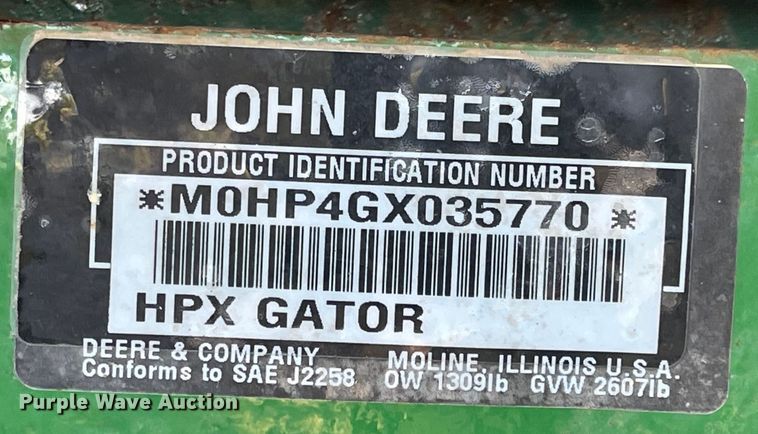 JOHN DEERE
PRODUCT IDENTIFICATION NUMBER
*M0HP4GX035770*
HPX GATOR
DEERE & COMPANY MOLINE, ILLINOIS U.S.A.
Conforms to SAE J2258 OW 1309lb GVW 2607lb
Purple Wave Auction